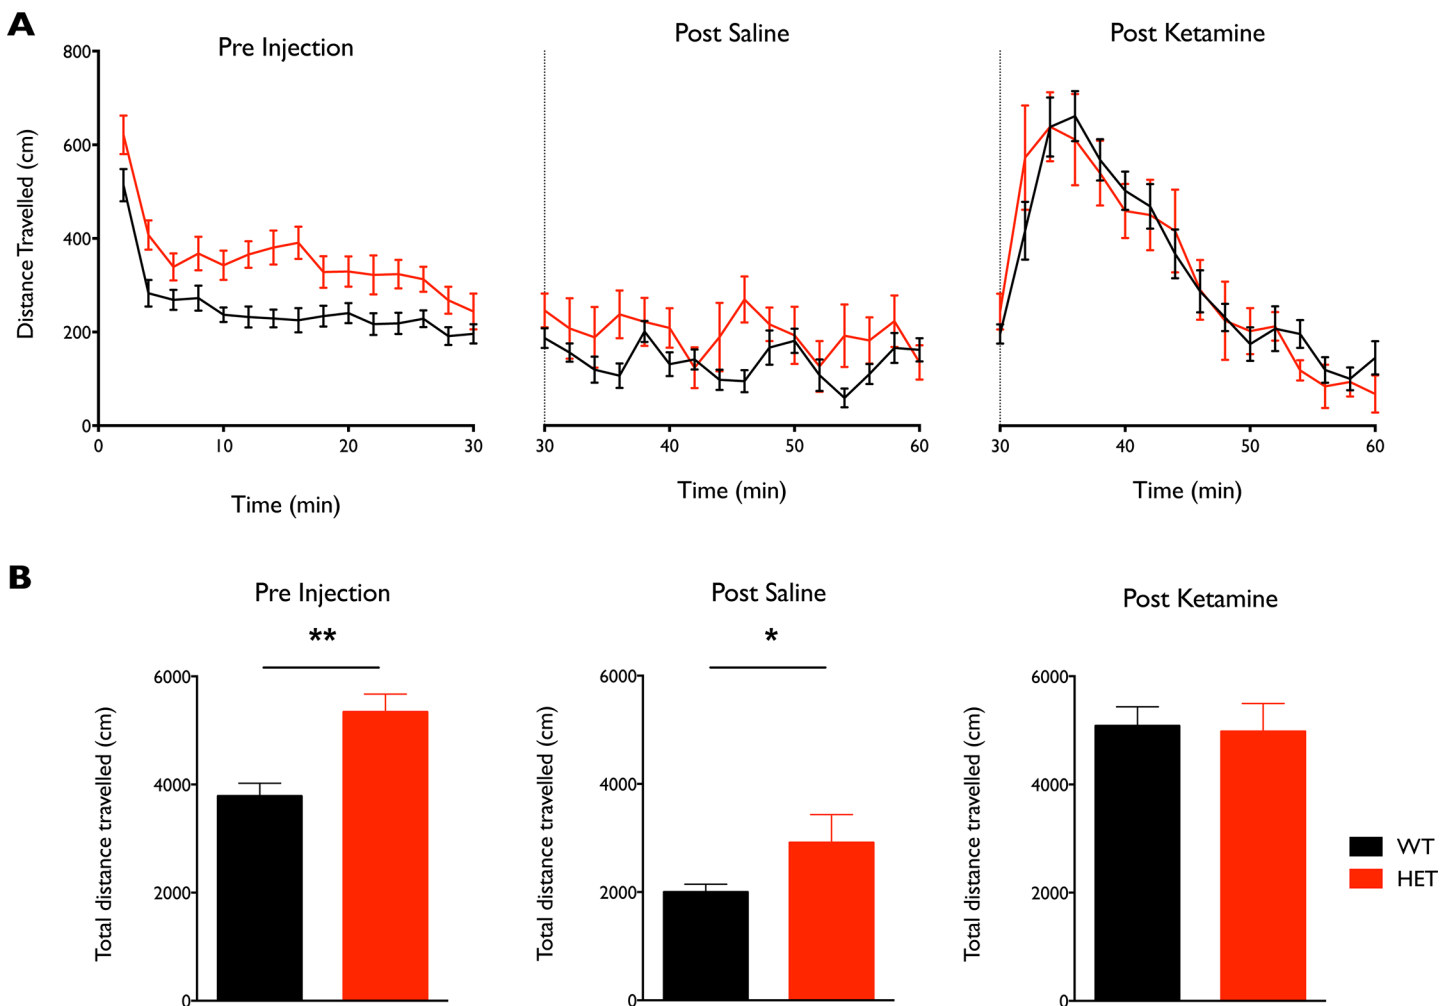 A
Pre Injection
Post Saline
Post Ketamine
Distance Travelled (cm)
800
600
400
200
0
0 10 20 30
30 40 50 60
30 40 50 60
Time (min)
Time (min)
Time (min)
B
Pre Injection
Post Saline
Post Ketamine
**
*
Total distance travelled (cm)
6000
4000
2000
0
Total distance travelled (cm)
6000
4000
2000
0
Total distance travelled (cm)
6000
4000
2000
0
WT
HET